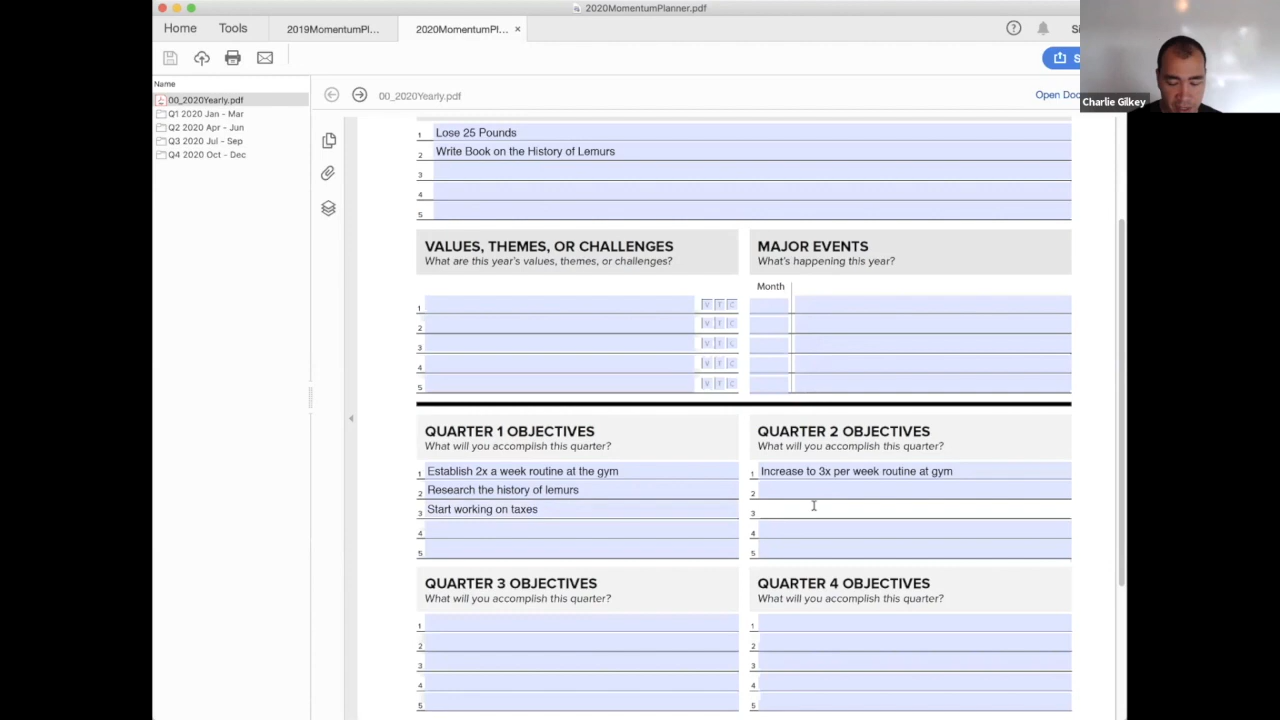 2020MomentumPlanner.pdf
Home
Tools
2019MomentumPl...
2020MomentumPl... ×
Name
00_2020Yearly.pdf
Q1 2020 Jan - Mar
Q2 2020 Apr - Jun
Q3 2020 Jul - Sep
Q4 2020 Oct - Dec
00_2020Yearly.pdf
Charlie Gilkey
1 Lose 25 Pounds
2 Write Book on the History of Lemurs
3
4
5
VALUES, THEMES, OR CHALLENGES
What are this year's values, themes, or challenges?
1 V T C
2 V T C
3 V T C
4 V T C
5 V T C
MAJOR EVENTS
What's happening this year?
Month
QUARTER 1 OBJECTIVES
What will you accomplish this quarter?
1 Establish 2x a week routine at the gym
2 Research the history of lemurs
3 Start working on taxes
4
5
QUARTER 2 OBJECTIVES
What will you accomplish this quarter?
1 Increase to 3x per week routine at gym
2
3
4
5
QUARTER 3 OBJECTIVES
What will you accomplish this quarter?
1
2
3
4
5
QUARTER 4 OBJECTIVES
What will you accomplish this quarter?
1
2
3
4
5